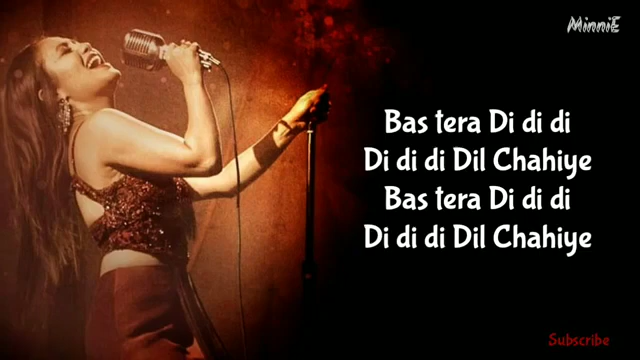 MinniE
Bas tera Di di di
Di di di Dil Chahiye
Bas tera Di di di
Di di di Dil Chahiye
Subscribe